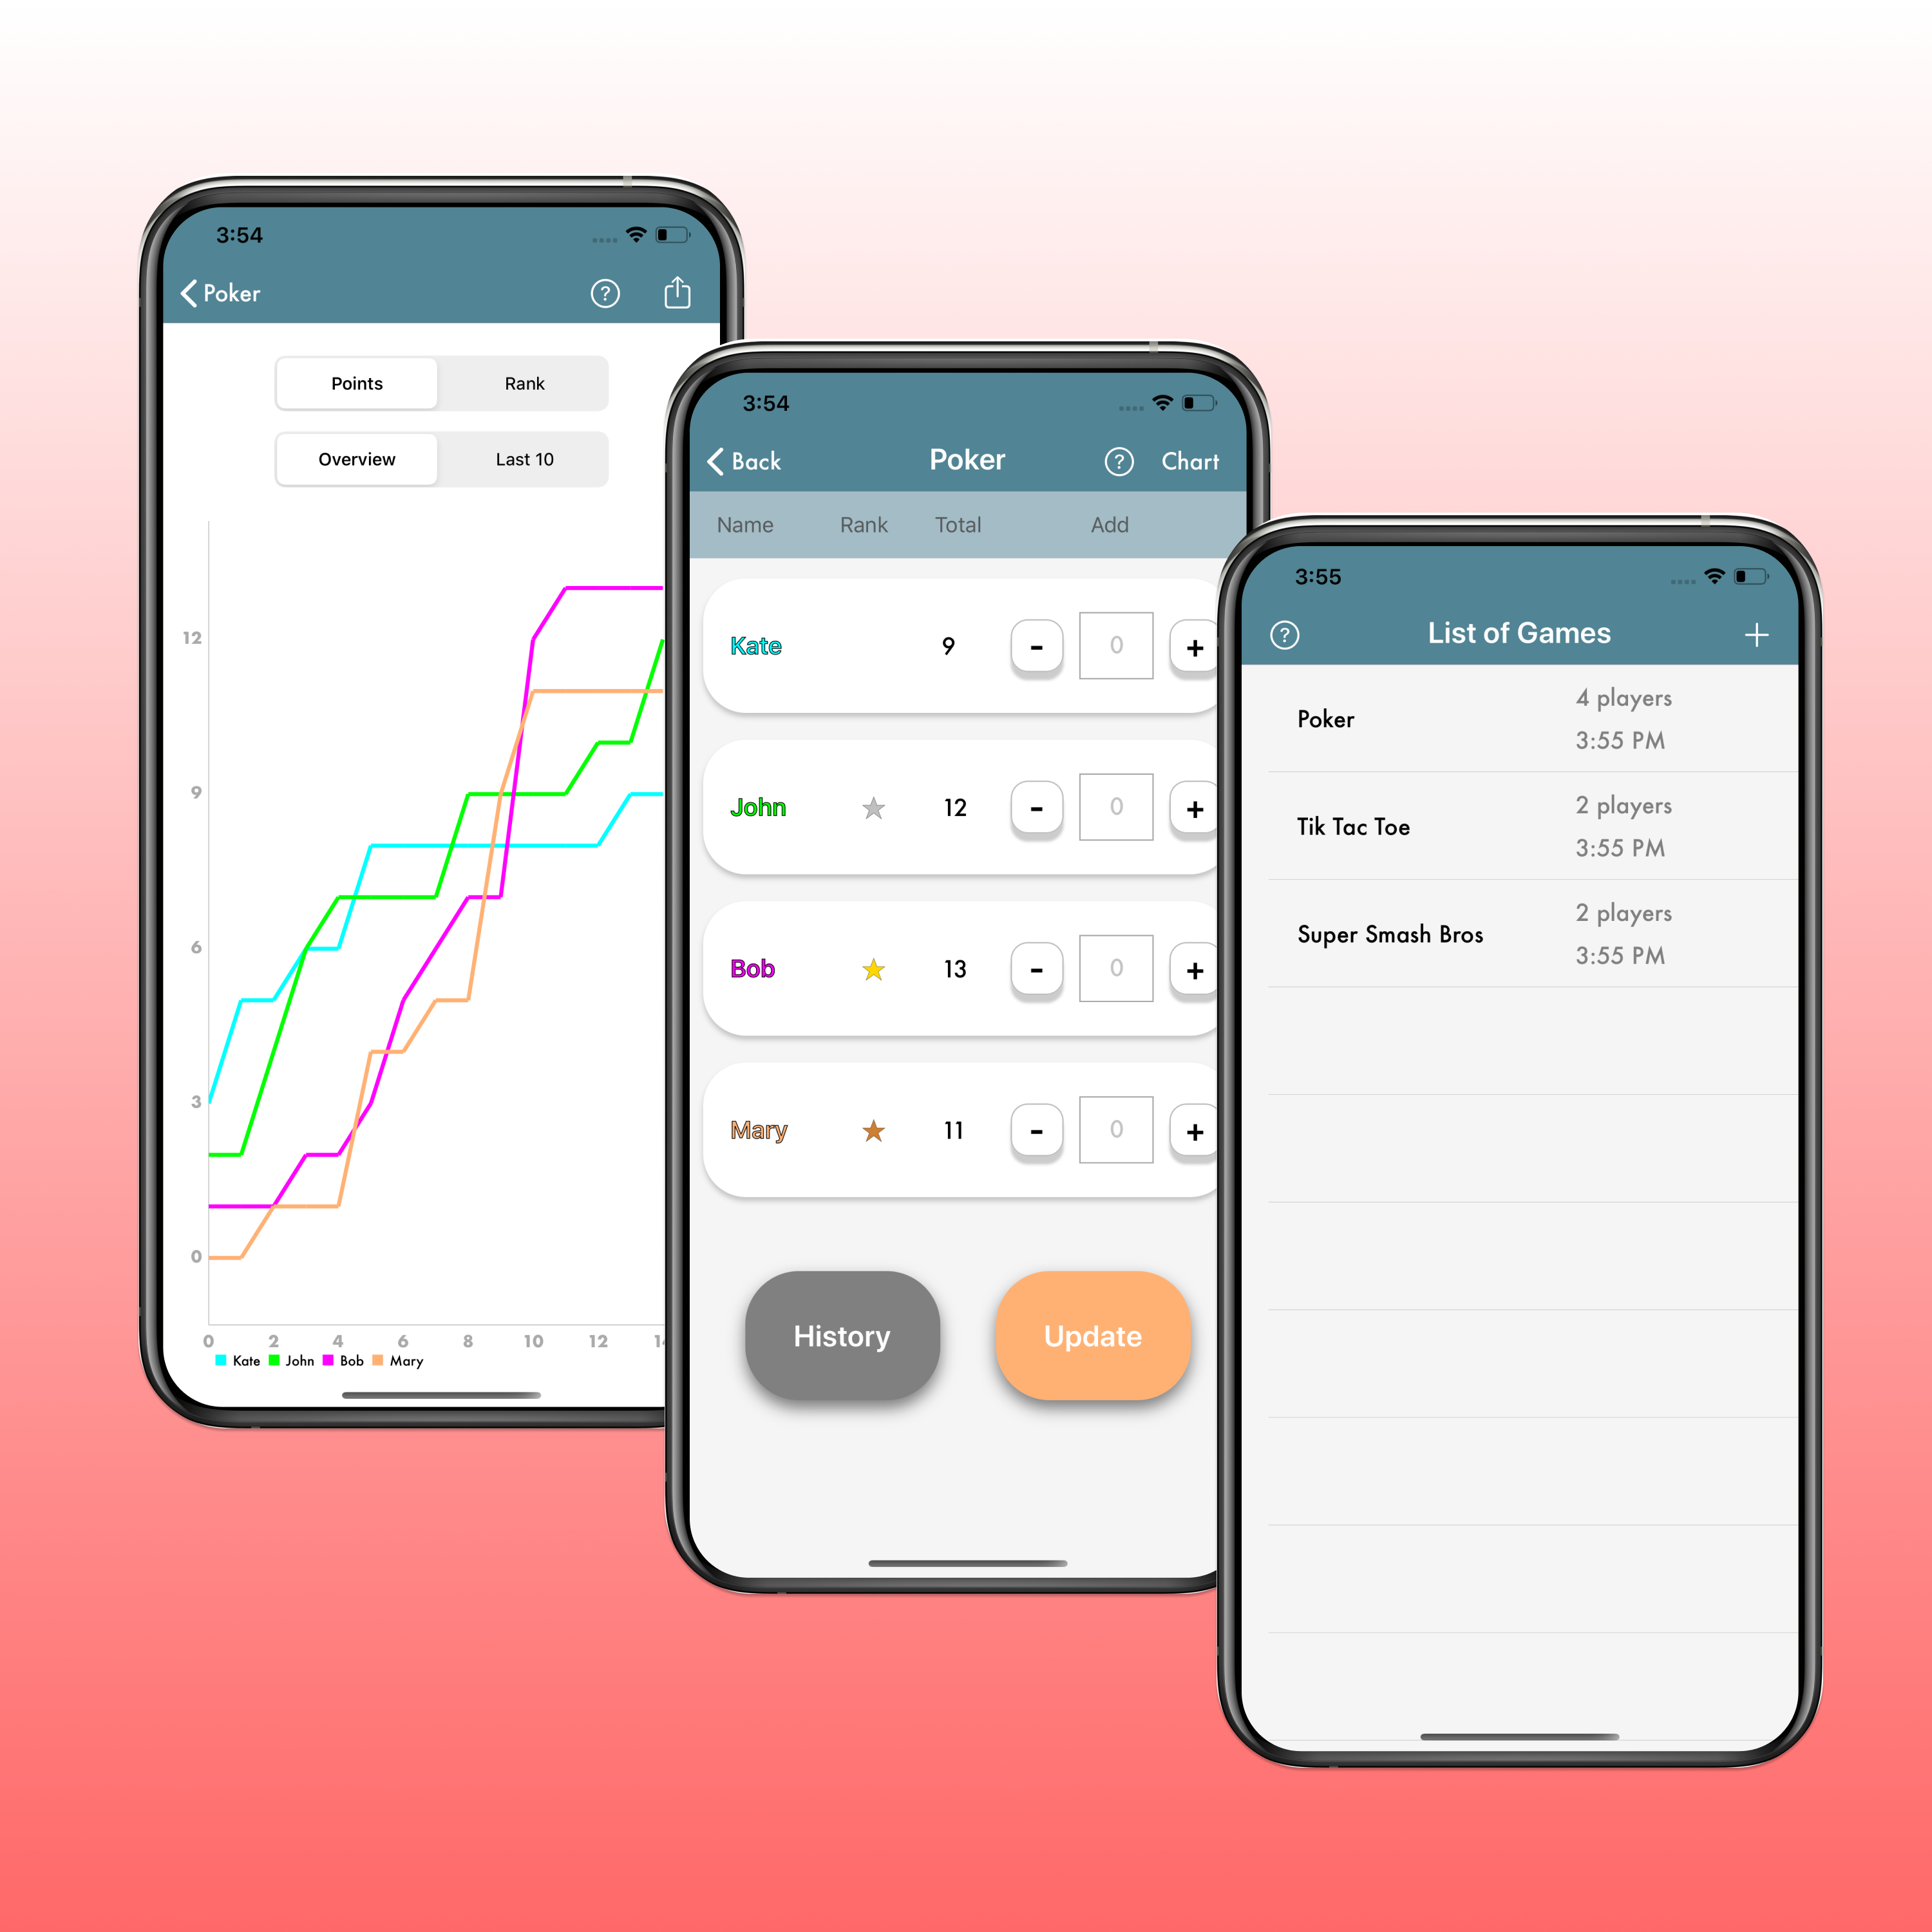 3:54
Poker
?
Points Rank
Overview Last 10
12
9
6
3
0
0 2 4 6 8 10 12
Kate John Bob Mary
3:54
Back Poker ? Chart
Name Rank Total Add
Kate 9 - 0 +
John 12 - 0 +
Bob 13 - 0 +
Mary 11 - 0 +
History Update
3:55
? List of Games +
Poker 4 players
3:55 PM
Tik Tac Toe 2 players
3:55 PM
Super Smash Bros 2 players
3:55 PM